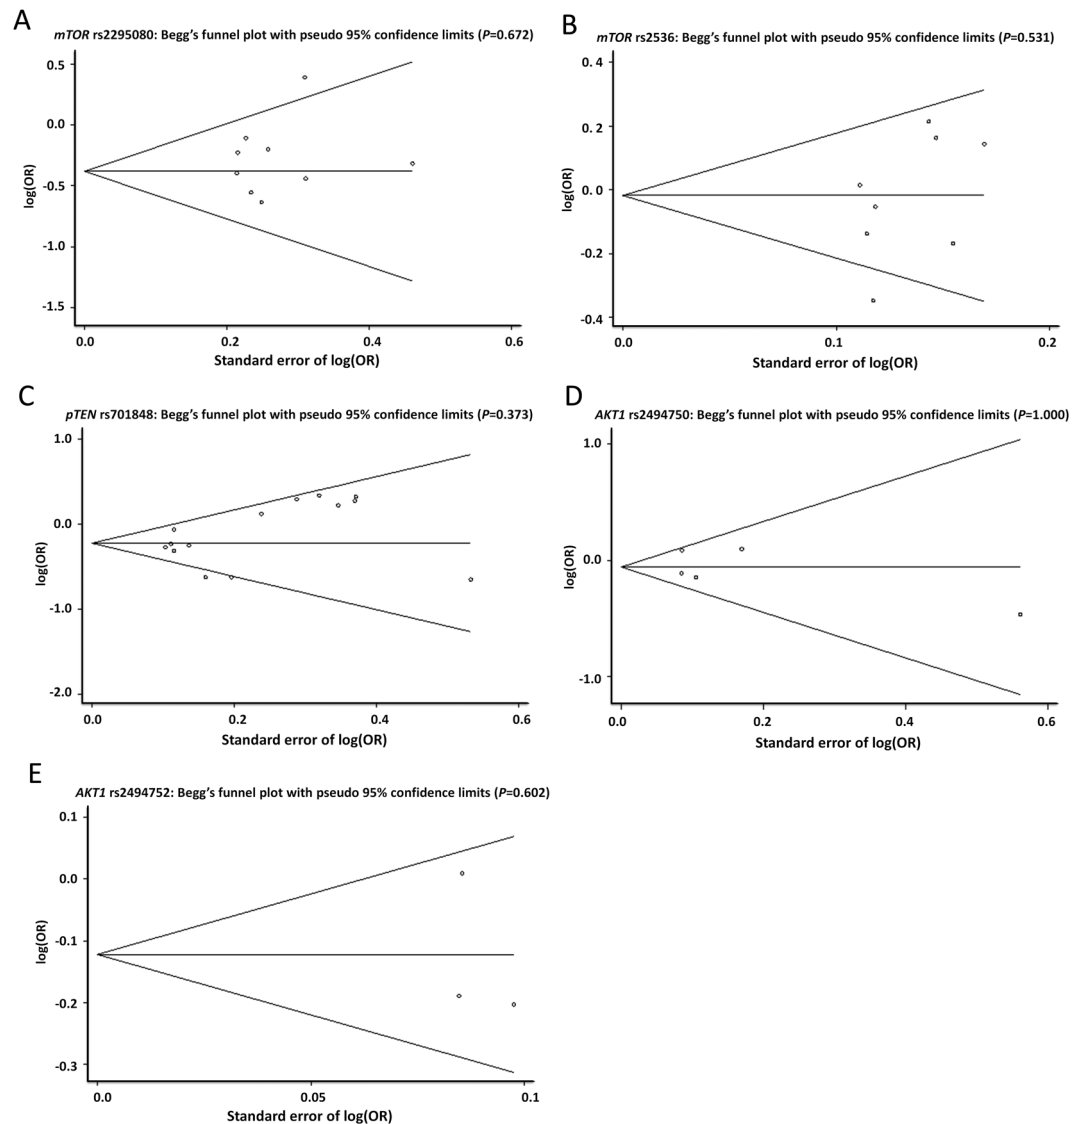 A
mTOR rs2295080: Begg's funnel plot with pseudo 95% confidence limits (P=0.672)
0.5
0.0
-0.5
-1.0
-1.5
log(OR)
0.0 0.2 0.4 0.6
Standard error of log(OR)
B
mTOR rs2536: Begg's funnel plot with pseudo 95% confidence limits (P=0.531)
0.4
0.2
0.0
-0.2
-0.4
log(OR)
0.0 0.1 0.2
Standard error of log(OR)
C
pTEN rs701848: Begg's funnel plot with pseudo 95% confidence limits (P=0.373)
1.0
0.0
-1.0
-2.0
log(OR)
0.0 0.2 0.4 0.6
Standard error of log(OR)
D
AKT1 rs2494750: Begg's funnel plot with pseudo 95% confidence limits (P=1.000)
1.0
0.0
-1.0
log(OR)
0.0 0.2 0.4 0.6
Standard error of log(OR)
E
AKT1 rs2494752: Begg's funnel plot with pseudo 95% confidence limits (P=0.602)
0.1
0.0
-0.1
-0.2
-0.3
log(OR)
0.0 0.05 0.1
Standard error of log(OR)